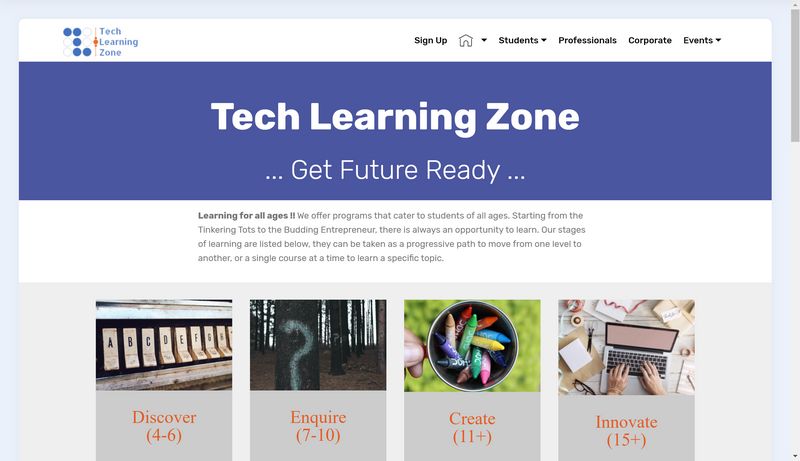 Tech
Learning
Zone
Sign Up
Students
Professionals
Corporate
Events
Tech Learning Zone
... Get Future Ready ...
Learning for all ages !! We offer programs that cater to students of all ages. Starting from the
Tinkering Tots to the Budding Entrepreneur, there is always an opportunity to learn. Our stages
of learning are listed below, they can be taken as a progressive path to move from one level to
another, or a single course at a time to learn a specific topic.
A B C D E F G H
?
Discover
(4-6)
Enquire
(7-10)
Create
(11+)
Innovate
(15+)